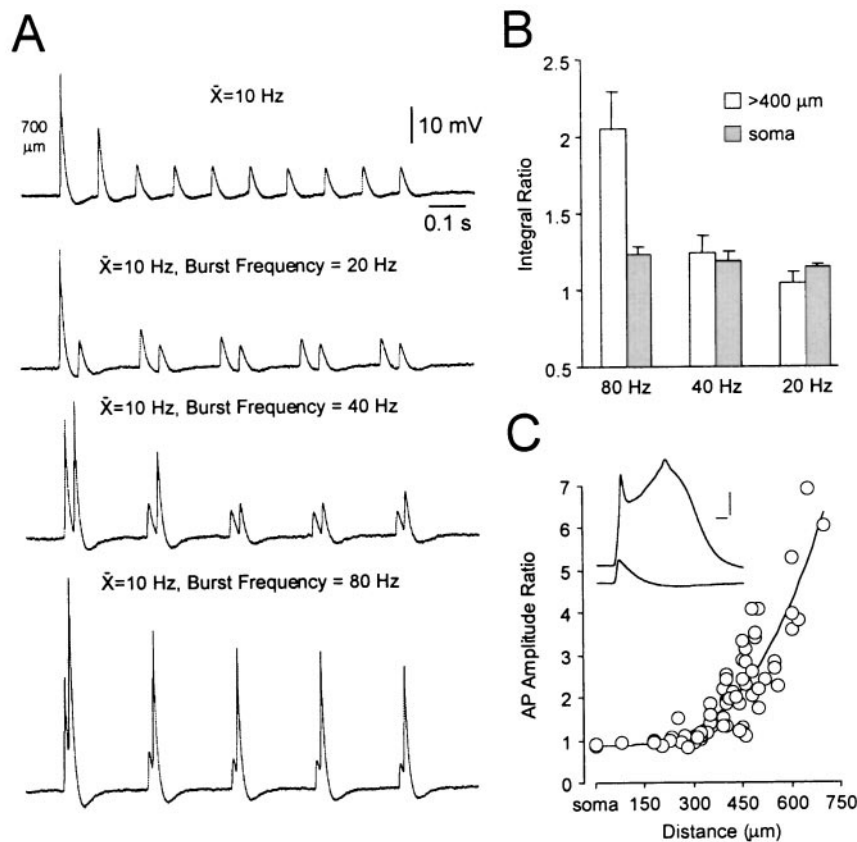 A
X̄=10 Hz
700
μm
10 mV
0.1 s
X̄=10 Hz, Burst Frequency = 20 Hz
X̄=10 Hz, Burst Frequency = 40 Hz
X̄=10 Hz, Burst Frequency = 80 Hz
B
Integral Ratio
2.5
2
1.5
1
0.5
>400 μm
soma
80 Hz
40 Hz
20 Hz
C
AP Amplitude Ratio
7
6
5
4
3
2
1
0
soma
150
300
450
600
750
Distance (μm)